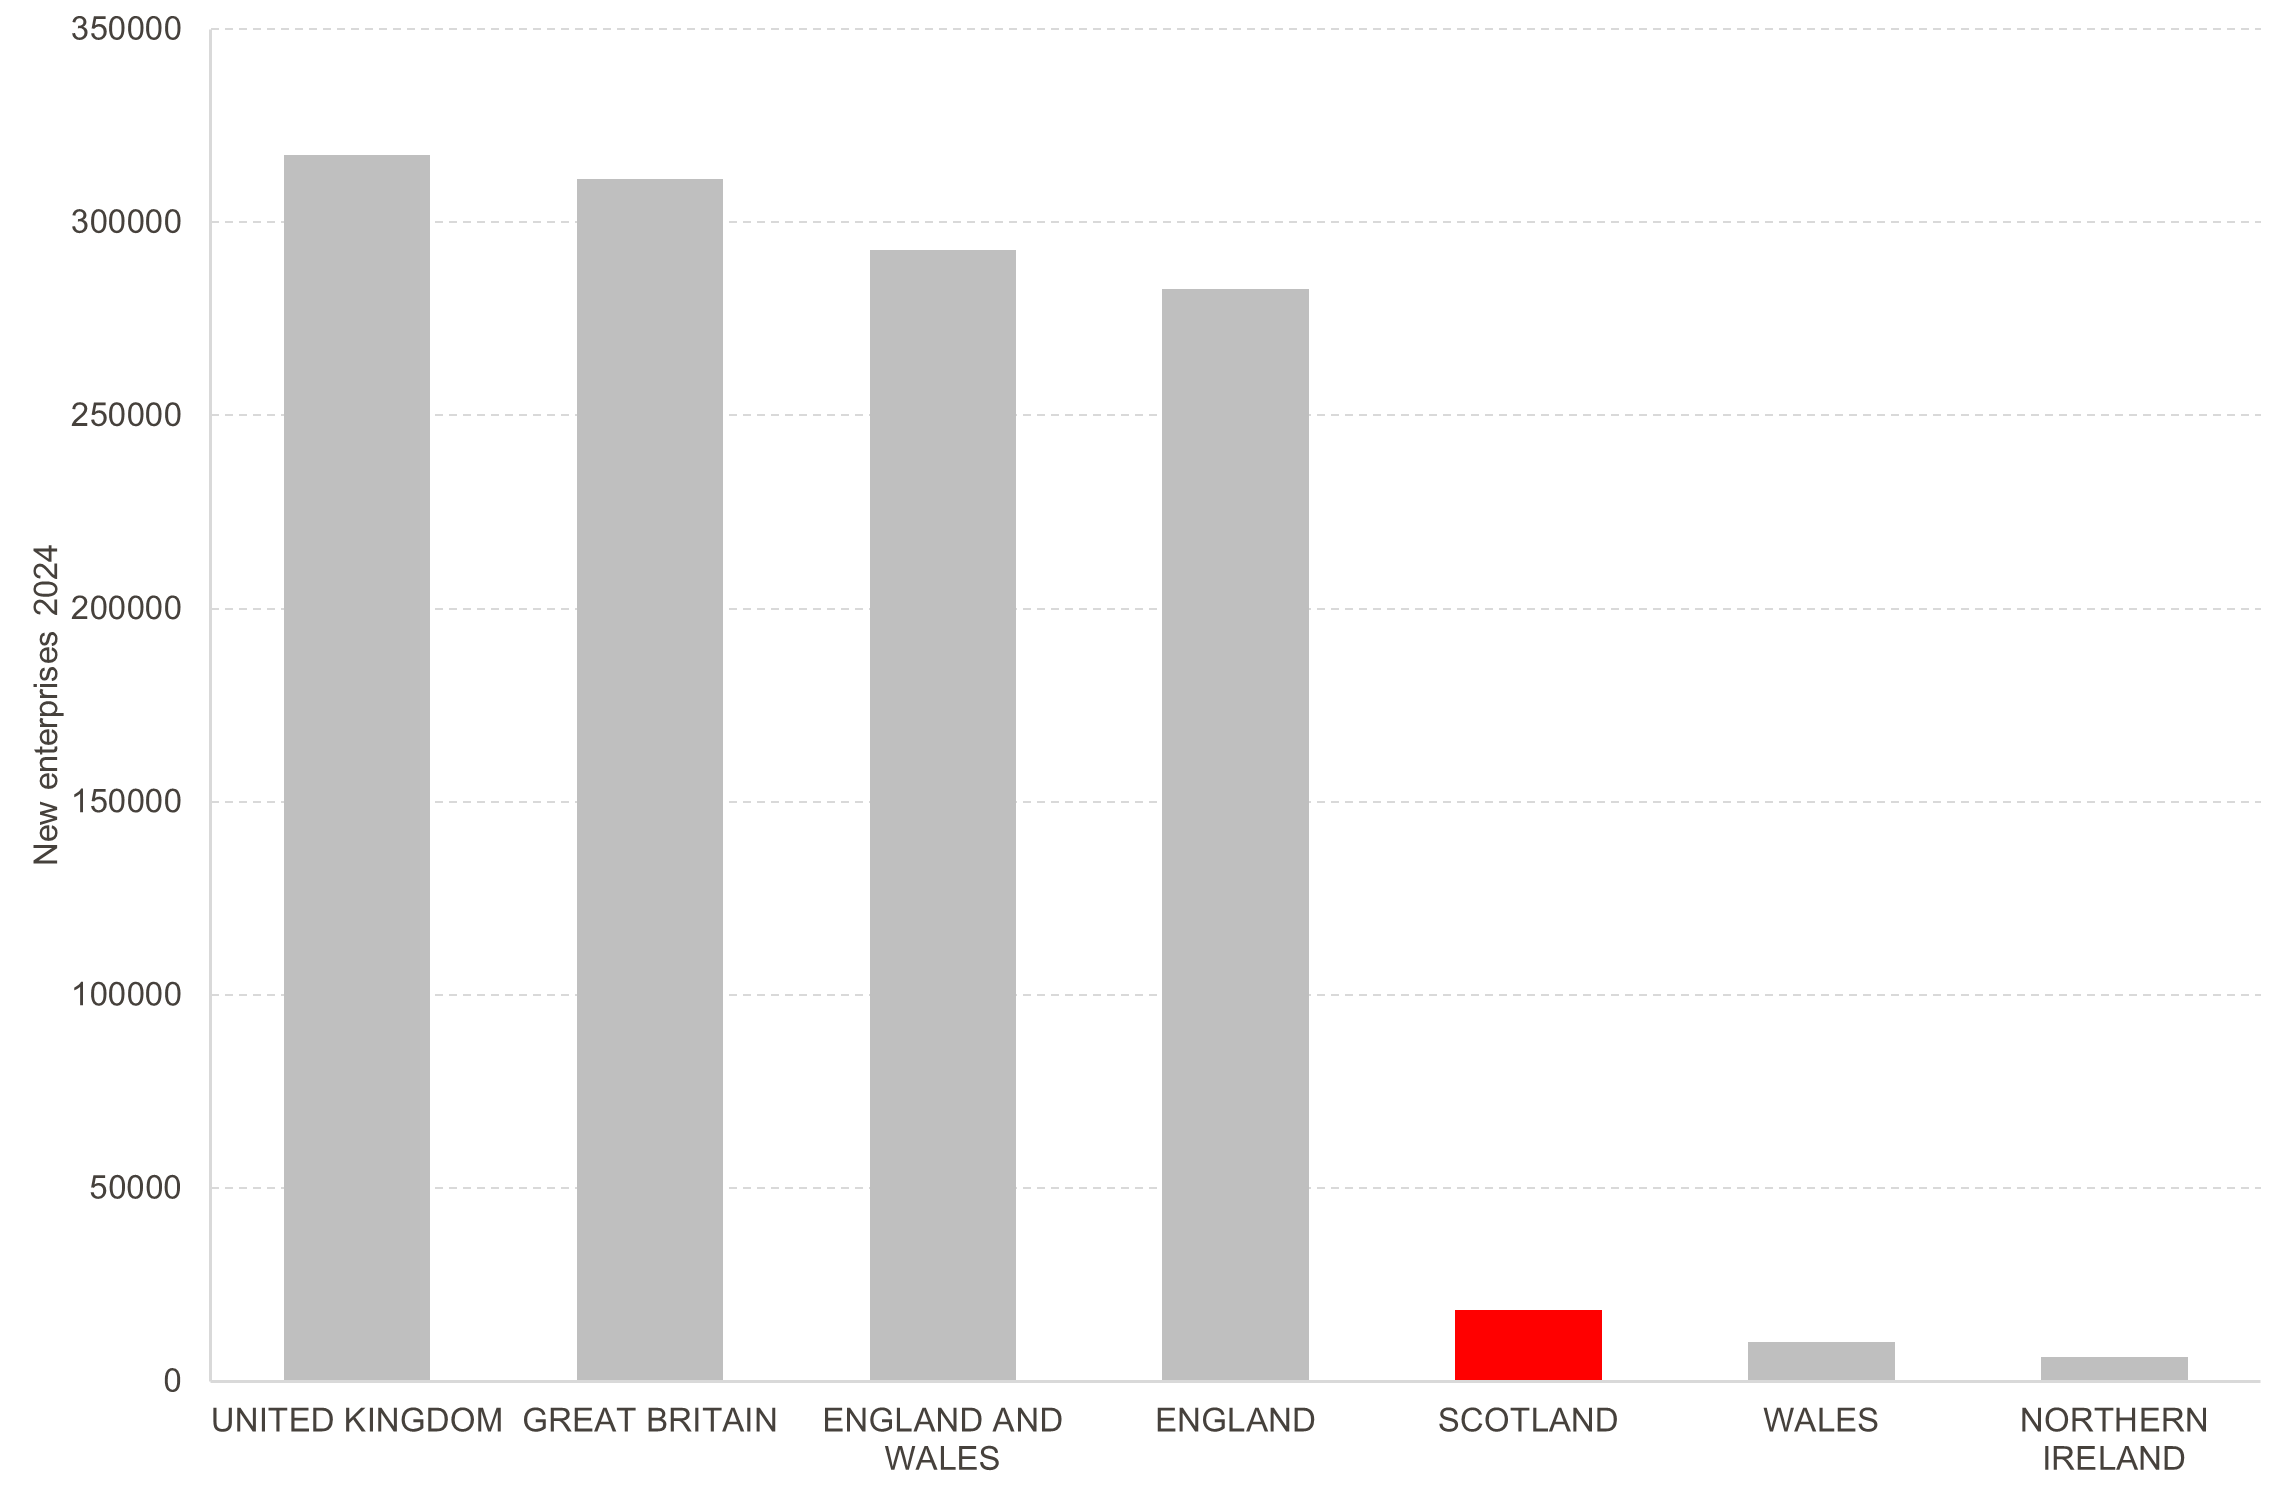 350000
300000
250000
200000
150000
100000
50000
0
New enterprises 2024
UNITED KINGDOM
GREAT BRITAIN
ENGLAND AND
WALES
ENGLAND
SCOTLAND
WALES
NORTHERN
IRELAND